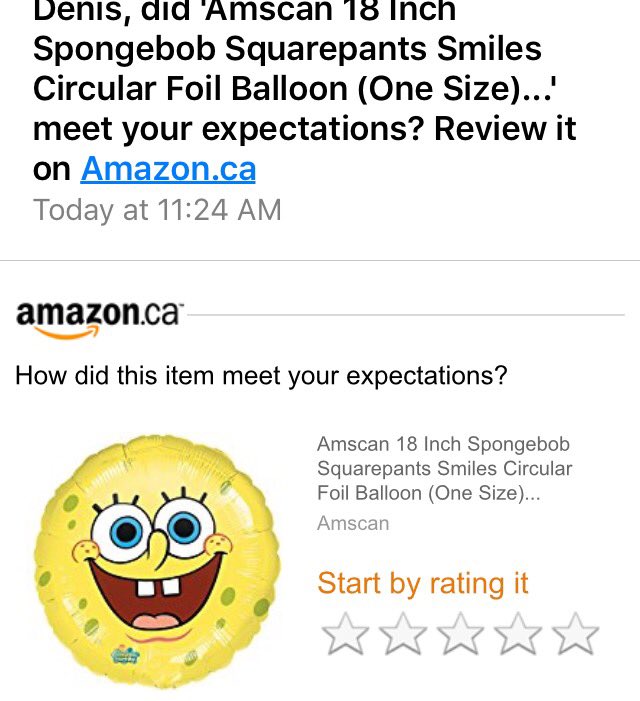 Denis, did 'Amscan 18 Inch
Spongebob Squarepants Smiles
Circular Foil Balloon (One Size)...'
meet your expectations? Review it
on Amazon.ca
Today at 11:24 AM
amazon.ca
How did this item meet your expectations?
Amscan 18 Inch Spongebob
Squarepants Smiles Circular
Foil Balloon (One Size)...
Amscan
Start by rating it